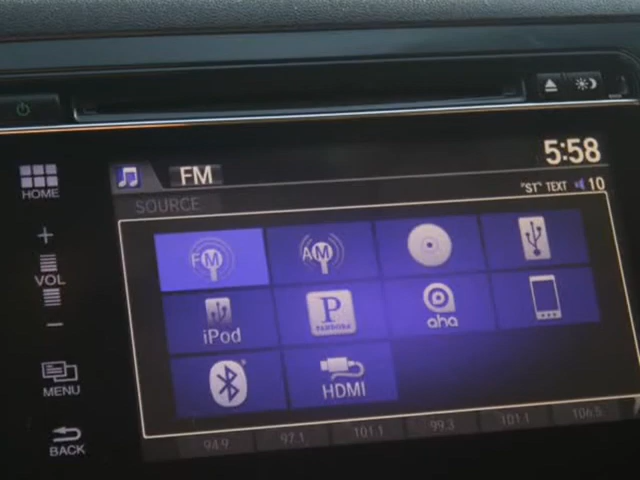 5:58
FM
HOME
"ST" TEXT 10
SOURCE
+
VOL
−
FM
AM
iPod
P
PANDORA
aha
HDMI
MENU
BACK
94.9 97.1 101.1 99.3 101.1 106.5